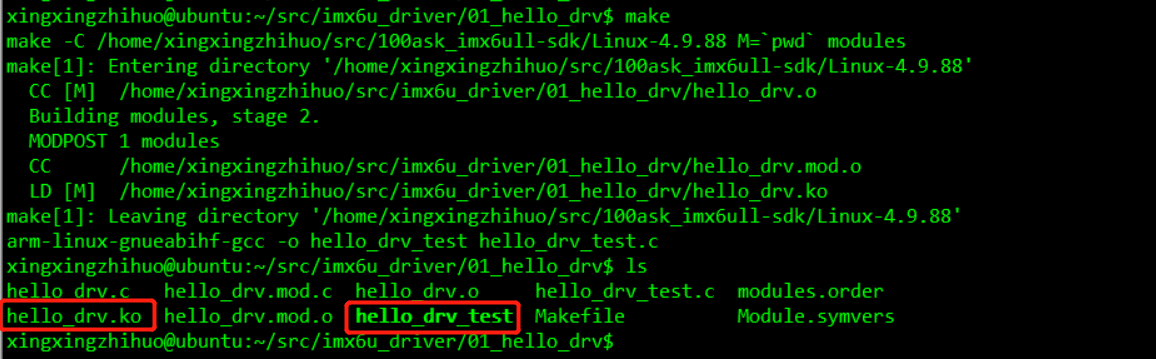 xingxingzhihuo@ubuntu:~/src/imx6u_driver/01_hello_drv$ make
make -C /home/xingxingzhihuo/src/100ask_imx6ull-sdk/Linux-4.9.88 M=`pwd` modules
make[1]: Entering directory '/home/xingxingzhihuo/src/100ask_imx6ull-sdk/Linux-4.9.88'
  CC [M]  /home/xingxingzhihuo/src/imx6u_driver/01_hello_drv/hello_drv.o
  Building modules, stage 2.
  MODPOST 1 modules
  CC      /home/xingxingzhihuo/src/imx6u_driver/01_hello_drv/hello_drv.mod.o
  LD [M]  /home/xingxingzhihuo/src/imx6u_driver/01_hello_drv/hello_drv.ko
make[1]: Leaving directory '/home/xingxingzhihuo/src/100ask_imx6ull-sdk/Linux-4.9.88'
arm-linux-gnueabihf-gcc -o hello_drv_test hello_drv_test.c
xingxingzhihuo@ubuntu:~/src/imx6u_driver/01_hello_drv$ ls
hello_drv.c   hello_drv.mod.c  hello_drv.o     hello_drv_test.c  modules.order
hello_drv.ko  hello_drv.mod.o  hello_drv_test  Makefile          Module.symvers
xingxingzhihuo@ubuntu:~/src/imx6u_driver/01_hello_drv$